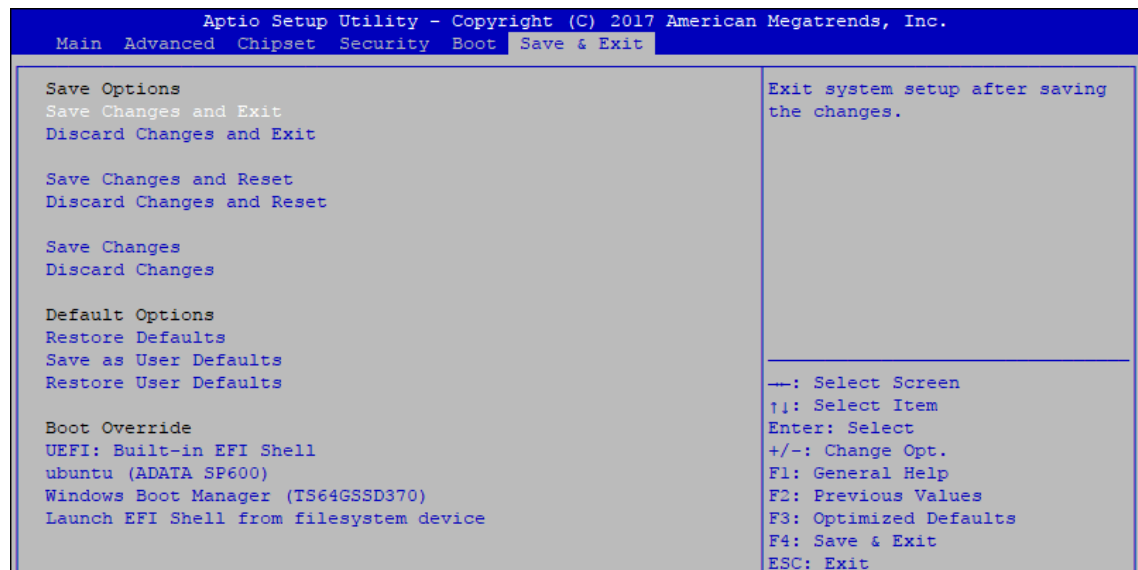 Aptio Setup Utility - Copyright (C) 2017 American Megatrends, Inc.
Main Advanced Chipset Security Boot Save & Exit
Save Options
Save Changes and Exit
Discard Changes and Exit
Save Changes and Reset
Discard Changes and Reset
Save Changes
Discard Changes
Default Options
Restore Defaults
Save as User Defaults
Restore User Defaults
Boot Override
UEFI: Built-in EFI Shell
ubuntu (ADATA SP600)
Windows Boot Manager (TS64GSSD370)
Launch EFI Shell from filesystem device
Exit system setup after saving
the changes.
→←: Select Screen
↑↓: Select Item
Enter: Select
+/-: Change Opt.
F1: General Help
F2: Previous Values
F3: Optimized Defaults
F4: Save & Exit
ESC: Exit